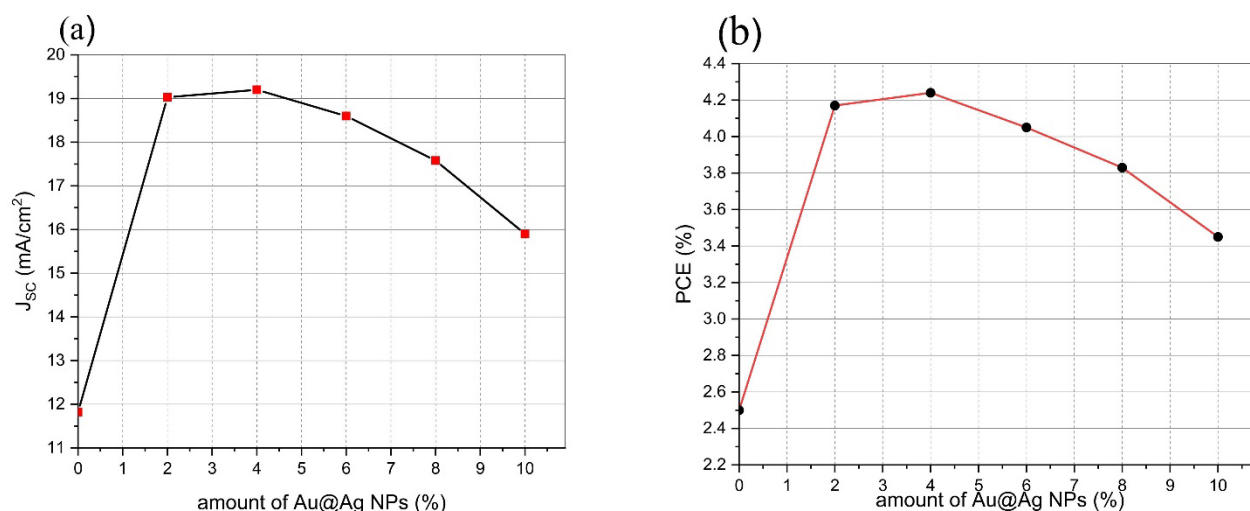 (a)
20
19
18
17
16
15
14
13
12
11
J_SC (mA/cm²)
0 1 2 3 4 5 6 7 8 9 10
amount of Au@Ag NPs (%)
(b)
4.4
4.2
4.0
3.8
3.6
3.4
3.2
3.0
2.8
2.6
2.4
2.2
PCE (%)
0 1 2 3 4 5 6 7 8 9 10
amount of Au@Ag NPs (%)